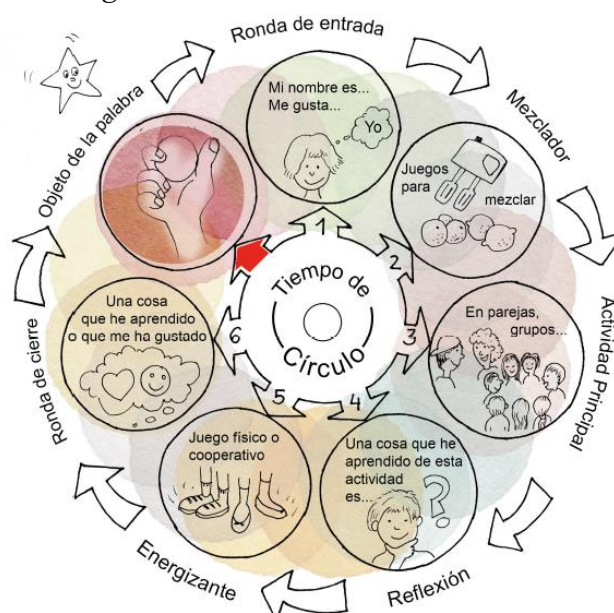 Ronda de entrada
Mi nombre es...
Me gusta...
Yo
1
Mezclador
Juegos
para
mezclar
2
Actividad Principal
En parejas,
grupos...
3
Reflexión
Una cosa que he
aprendido de esta
actividad
es...
?
4
Energizante
Juego físico o
cooperativo
5
Ronda de cierre
Una cosa
que he aprendido
o que me ha gustado
6
Objeto de la palabra
Tiempo de
Círculo